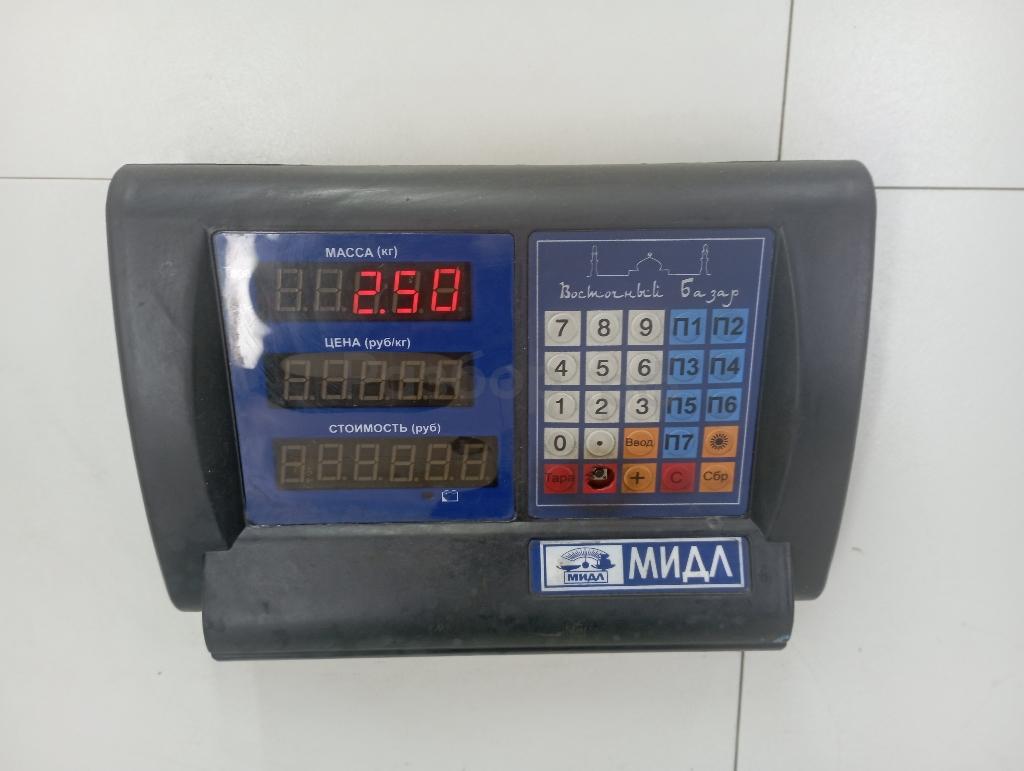 МАССА (кг)
2.50
ЦЕНА (руб/кг)
СТОИМОСТЬ (руб)
Восточный Базар
7 8 9 П1 П2
4 5 6 П3 П4
1 2 3 П5 П6
0 . Ввод П7
Тара + С Сбр
МИДЛ МИДЛ